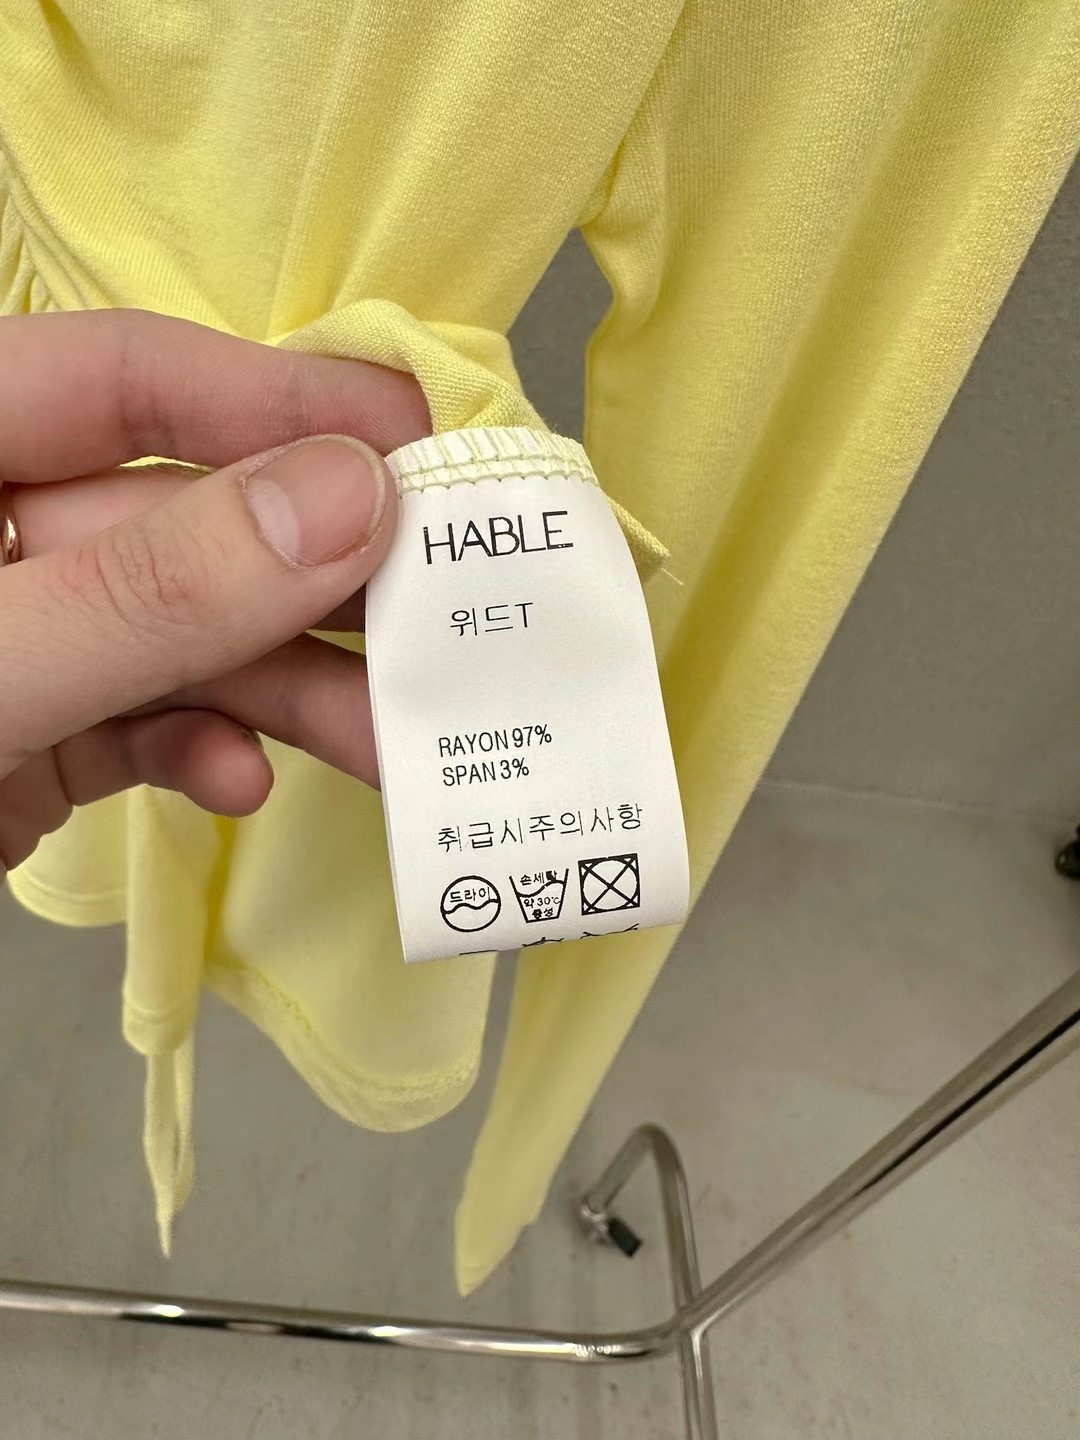 HABLE
위드T
RAYON 97%
SPAN 3%
취급시주의사항
드라이
손세탁
약 30℃
중성